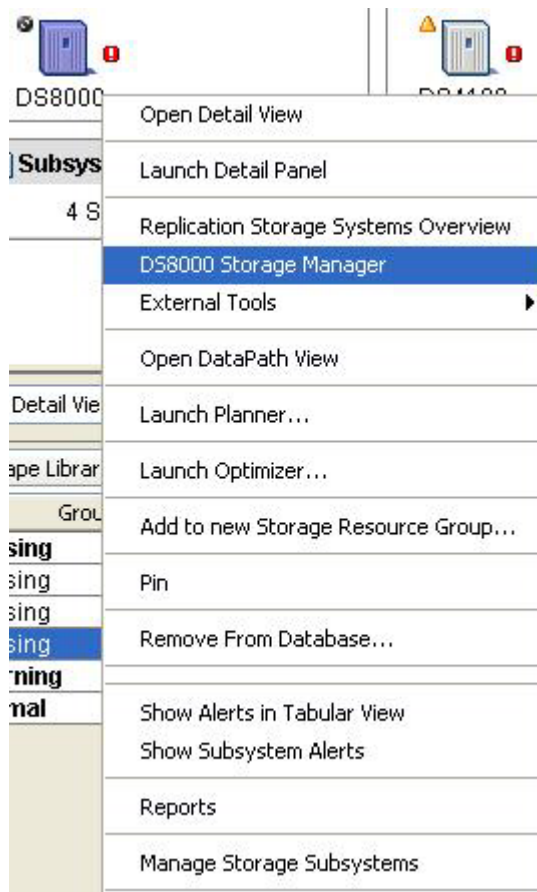 DS8000
Open Detail View
Subsys
Launch Detail Panel
4 S
Replication Storage Systems Overview
DS8000 Storage Manager
External Tools
Open DataPath View
Detail Vie
Launch Planner...
ape Librar
Launch Optimizer...
Grou
Add to new Storage Resource Group...
sing
sing
Pin
sing
sing
Remove From Database...
rning
mal
Show Alerts in Tabular View
Show Subsystem Alerts
Reports
Manage Storage Subsystems